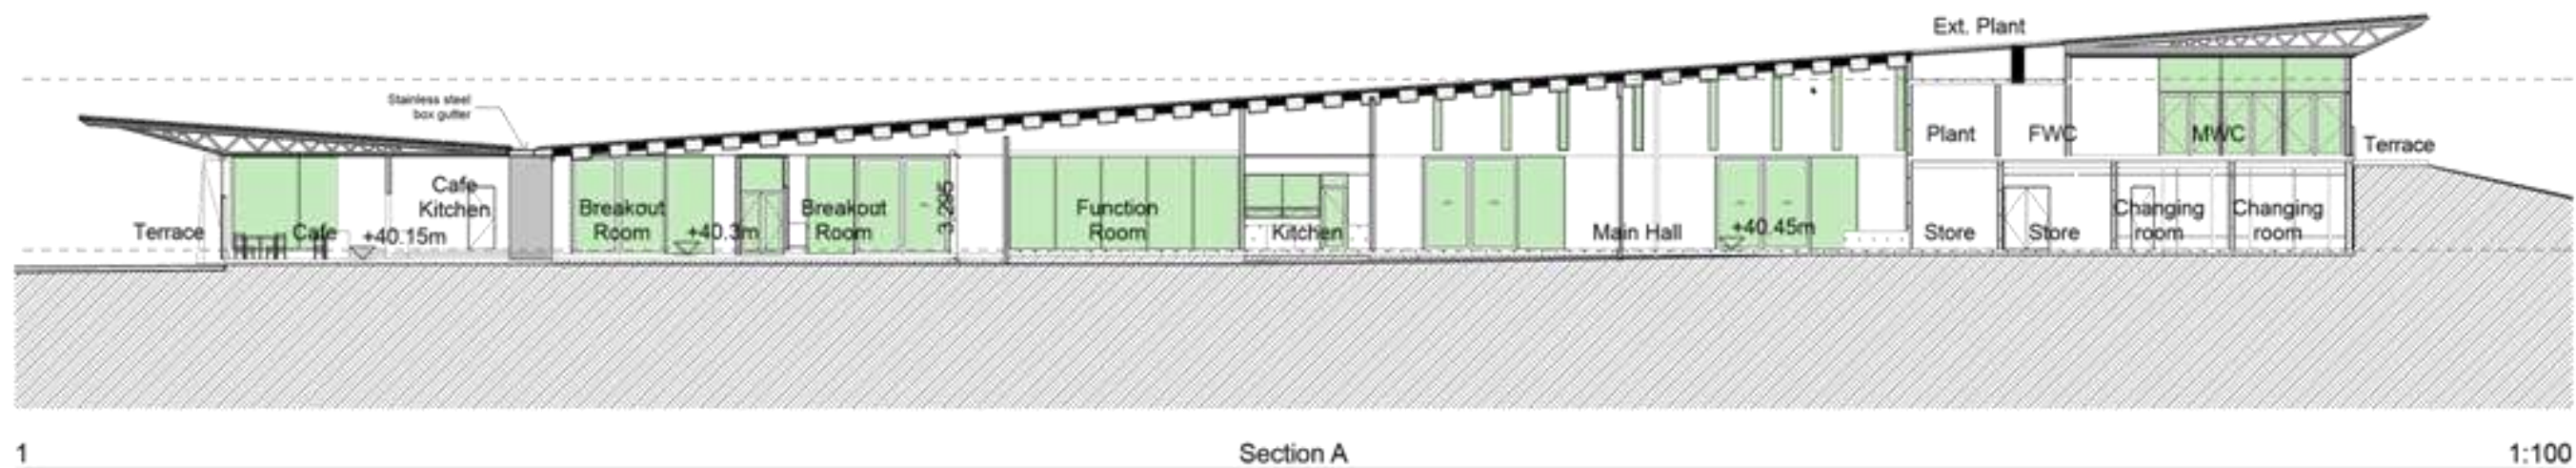 Ext. Plant
Stainless steel
box gutter
Plant
FWC
MWC
Terrace
Cafe
Kitchen
Terrace
Cafe
+40.15m
Breakout
Room
+40.3m
Breakout
Room
3.295
Function
Room
Kitchen
Main Hall
+40.45m
Store
Store
Changing
room
Changing
room
1
Section A
1:100